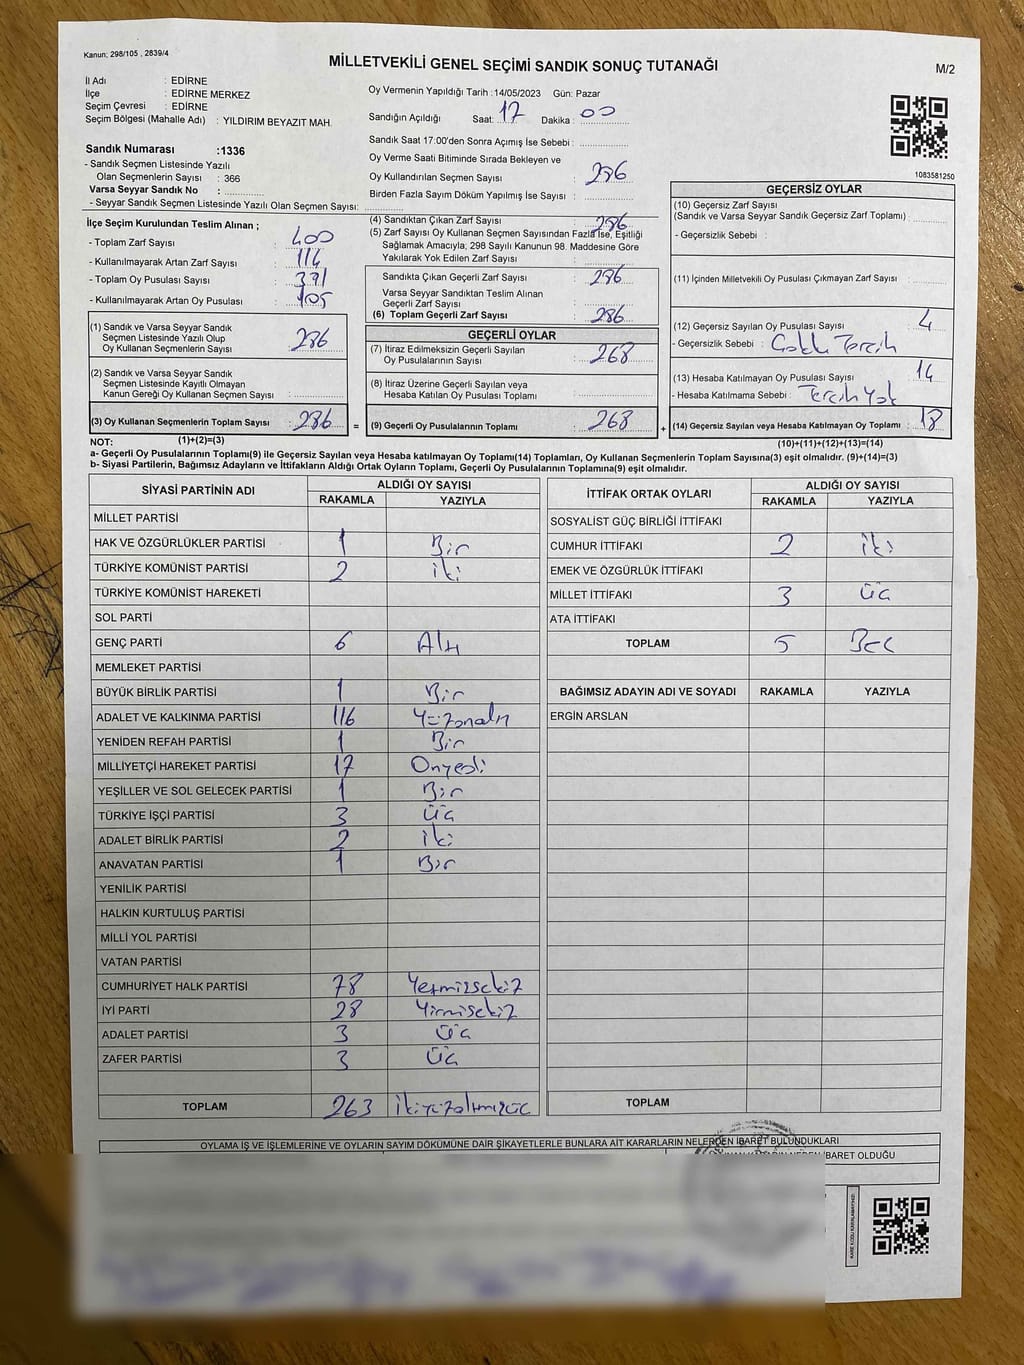 Kanun; 298/105 , 2839/4
MİLLETVEKİLİ GENEL SEÇİMİ SANDIK SONUÇ TUTANAĞI
M/2
İl Adı : EDİRNE
İlçe : EDİRNE MERKEZ
Seçim Çevresi : EDİRNE
Seçim Bölgesi (Mahalle Adı) : YILDIRIM BEYAZIT MAH.
Sandık Numarası :1336
- Sandık Seçmen Listesinde Yazılı
Olan Seçmenlerin Sayısı : 366
Varsa Seyyar Sandık No :
- Seyyar Sandık Seçmen Listesinde Yazılı Olan Seçmen Sayısı:
Oy Vermenin Yapıldığı Tarih :14/05/2023 Gün: Pazar
Sandığın Açıldığı Saat: 17 Dakika : 00
Sandık Saat 17:00'den Sonra Açımış İse Sebebi :
Oy Verme Saati Bitiminde Sırada Bekleyen ve
Oy Kullandırılan Seçmen Sayısı : 286
Birden Fazla Sayım Döküm Yapılmış İse Sayısı :
1083581250
İlçe Seçim Kurulundan Teslim Alınan ;
- Toplam Zarf Sayısı : 400
- Kullanılmayarak Artan Zarf Sayısı : 114
- Toplam Oy Pusulası Sayısı : 391
- Kullanılmayarak Artan Oy Pusulası : 105
(1) Sandık ve Varsa Seyyar Sandık
Seçmen Listesinde Yazılı Olup
Oy Kullanan Seçmenlerin Sayısı : 286
(2) Sandık ve Varsa Seyyar Sandık
Seçmen Listesinde Kayıtlı Olmayan
Kanun Gereği Oy Kullanan Seçmen Sayısı :
(3) Oy Kullanan Seçmenlerin Toplam Sayısı : 286 =
(4) Sandıktan Çıkan Zarf Sayısı : 286
(5) Zarf Sayısı Oy Kullanan Seçmen Sayısından Fazla İse, Eşitliği
Sağlamak Amacıyla; 298 Sayılı Kanunun 98. Maddesine Göre
Yakılarak Yok Edilen Zarf Sayısı :
Sandıkta Çıkan Geçerli Zarf Sayısı : 286
Varsa Seyyar Sandıktan Teslim Alınan
Geçerli Zarf Sayısı :
(6) Toplam Geçerli Zarf Sayısı : 286
GEÇERLİ OYLAR
(7) İtiraz Edilmeksizin Geçerli Sayılan
Oy Pusulalarının Sayısı : 268
(8) İtiraz Üzerine Geçerli Sayılan veya
Hesaba Katılan Oy Pusulası Toplamı :
(9) Geçerli Oy Pusulalarının Toplamı : 268 +
GEÇERSİZ OYLAR
(10) Geçersiz Zarf Sayısı
(Sandık ve Varsa Seyyar Sandık Geçersiz Zarf Toplamı) :
- Geçersizlik Sebebi :
(11) İçinden Milletvekili Oy Pusulası Çıkmayan Zarf Sayısı :
(12) Geçersiz Sayılan Oy Pusulası Sayısı : 4
- Geçersizlik Sebebi : Çoklu Tercih
(13) Hesaba Katılmayan Oy Pusulası Sayısı : 14
- Hesaba Katılmama Sebebi : Tercih Yok
(14) Geçersiz Sayılan veya Hesaba Katılmayan Oy Toplamı : 18
NOT: (1)+(2)=(3)
(10)+(11)+(12)+(13)=(14)
a- Geçerli Oy Pusulalarının Toplamı(9) ile Geçersiz Sayılan veya Hesaba katılmayan Oy Toplamı(14) Toplamları, Oy Kullanan Seçmenlerin Toplam Sayısına(3) eşit olmalıdır. (9)+(14)=(3)
b- Siyasi Partilerin, Bağımsız Adayların ve İttifakların Aldığı Ortak Oyların Toplamı, Geçerli Oy Pusulalarının Toplamına(9) eşit olmalıdır.
SİYASİ PARTİNİN ADI ALDIĞI OY SAYISI
RAKAMLA YAZIYLA
MİLLET PARTİSİ
HAK VE ÖZGÜRLÜKLER PARTİSİ 1 Bir
TÜRKİYE KOMÜNİST PARTİSİ 2 İki
TÜRKİYE KOMÜNİST HAREKETİ
SOL PARTİ
GENÇ PARTİ 6 Altı
MEMLEKET PARTİSİ
BÜYÜK BİRLİK PARTİSİ 1 Bir
ADALET VE KALKINMA PARTİSİ 116 Yüzonaltı
YENİDEN REFAH PARTİSİ 1 Bir
MİLLİYETÇİ HAREKET PARTİSİ 17 Onyedi
YEŞİLLER VE SOL GELECEK PARTİSİ 1 Bir
TÜRKİYE İŞÇİ PARTİSİ 3 Üç
ADALET BİRLİK PARTİSİ 2 İki
ANAVATAN PARTİSİ 1 Bir
YENİLİK PARTİSİ
HALKIN KURTULUŞ PARTİSİ
MİLLİ YOL PARTİSİ
VATAN PARTİSİ
CUMHURİYET HALK PARTİSİ 78 Yetmişsekiz
İYİ PARTİ 28 Yirmisekiz
ADALET PARTİSİ 3 Üç
ZAFER PARTİSİ 3 Üç
TOPLAM 263 İkiyüzaltmışüç
İTTİFAK ORTAK OYLARI ALDIĞI OY SAYISI
RAKAMLA YAZIYLA
SOSYALİST GÜÇ BİRLİĞİ İTTİFAKI
CUMHUR İTTİFAKI 2 İki
EMEK VE ÖZGÜRLÜK İTTİFAKI
MİLLET İTTİFAKI 3 Üç
ATA İTTİFAKI
TOPLAM 5 Beş
BAĞIMSIZ ADAYIN ADI VE SOYADI RAKAMLA YAZIYLA
ERGİN ARSLAN
TOPLAM
OYLAMA İŞ VE İŞLEMLERİNE VE OYLARIN SAYIM DÖKÜMÜNE DAİR ŞİKAYETLERLE BUNLARA AİT KARARLARIN NELERDEN İBARET BULUNDUKLARI
NEDEN İBARET OLDUĞU